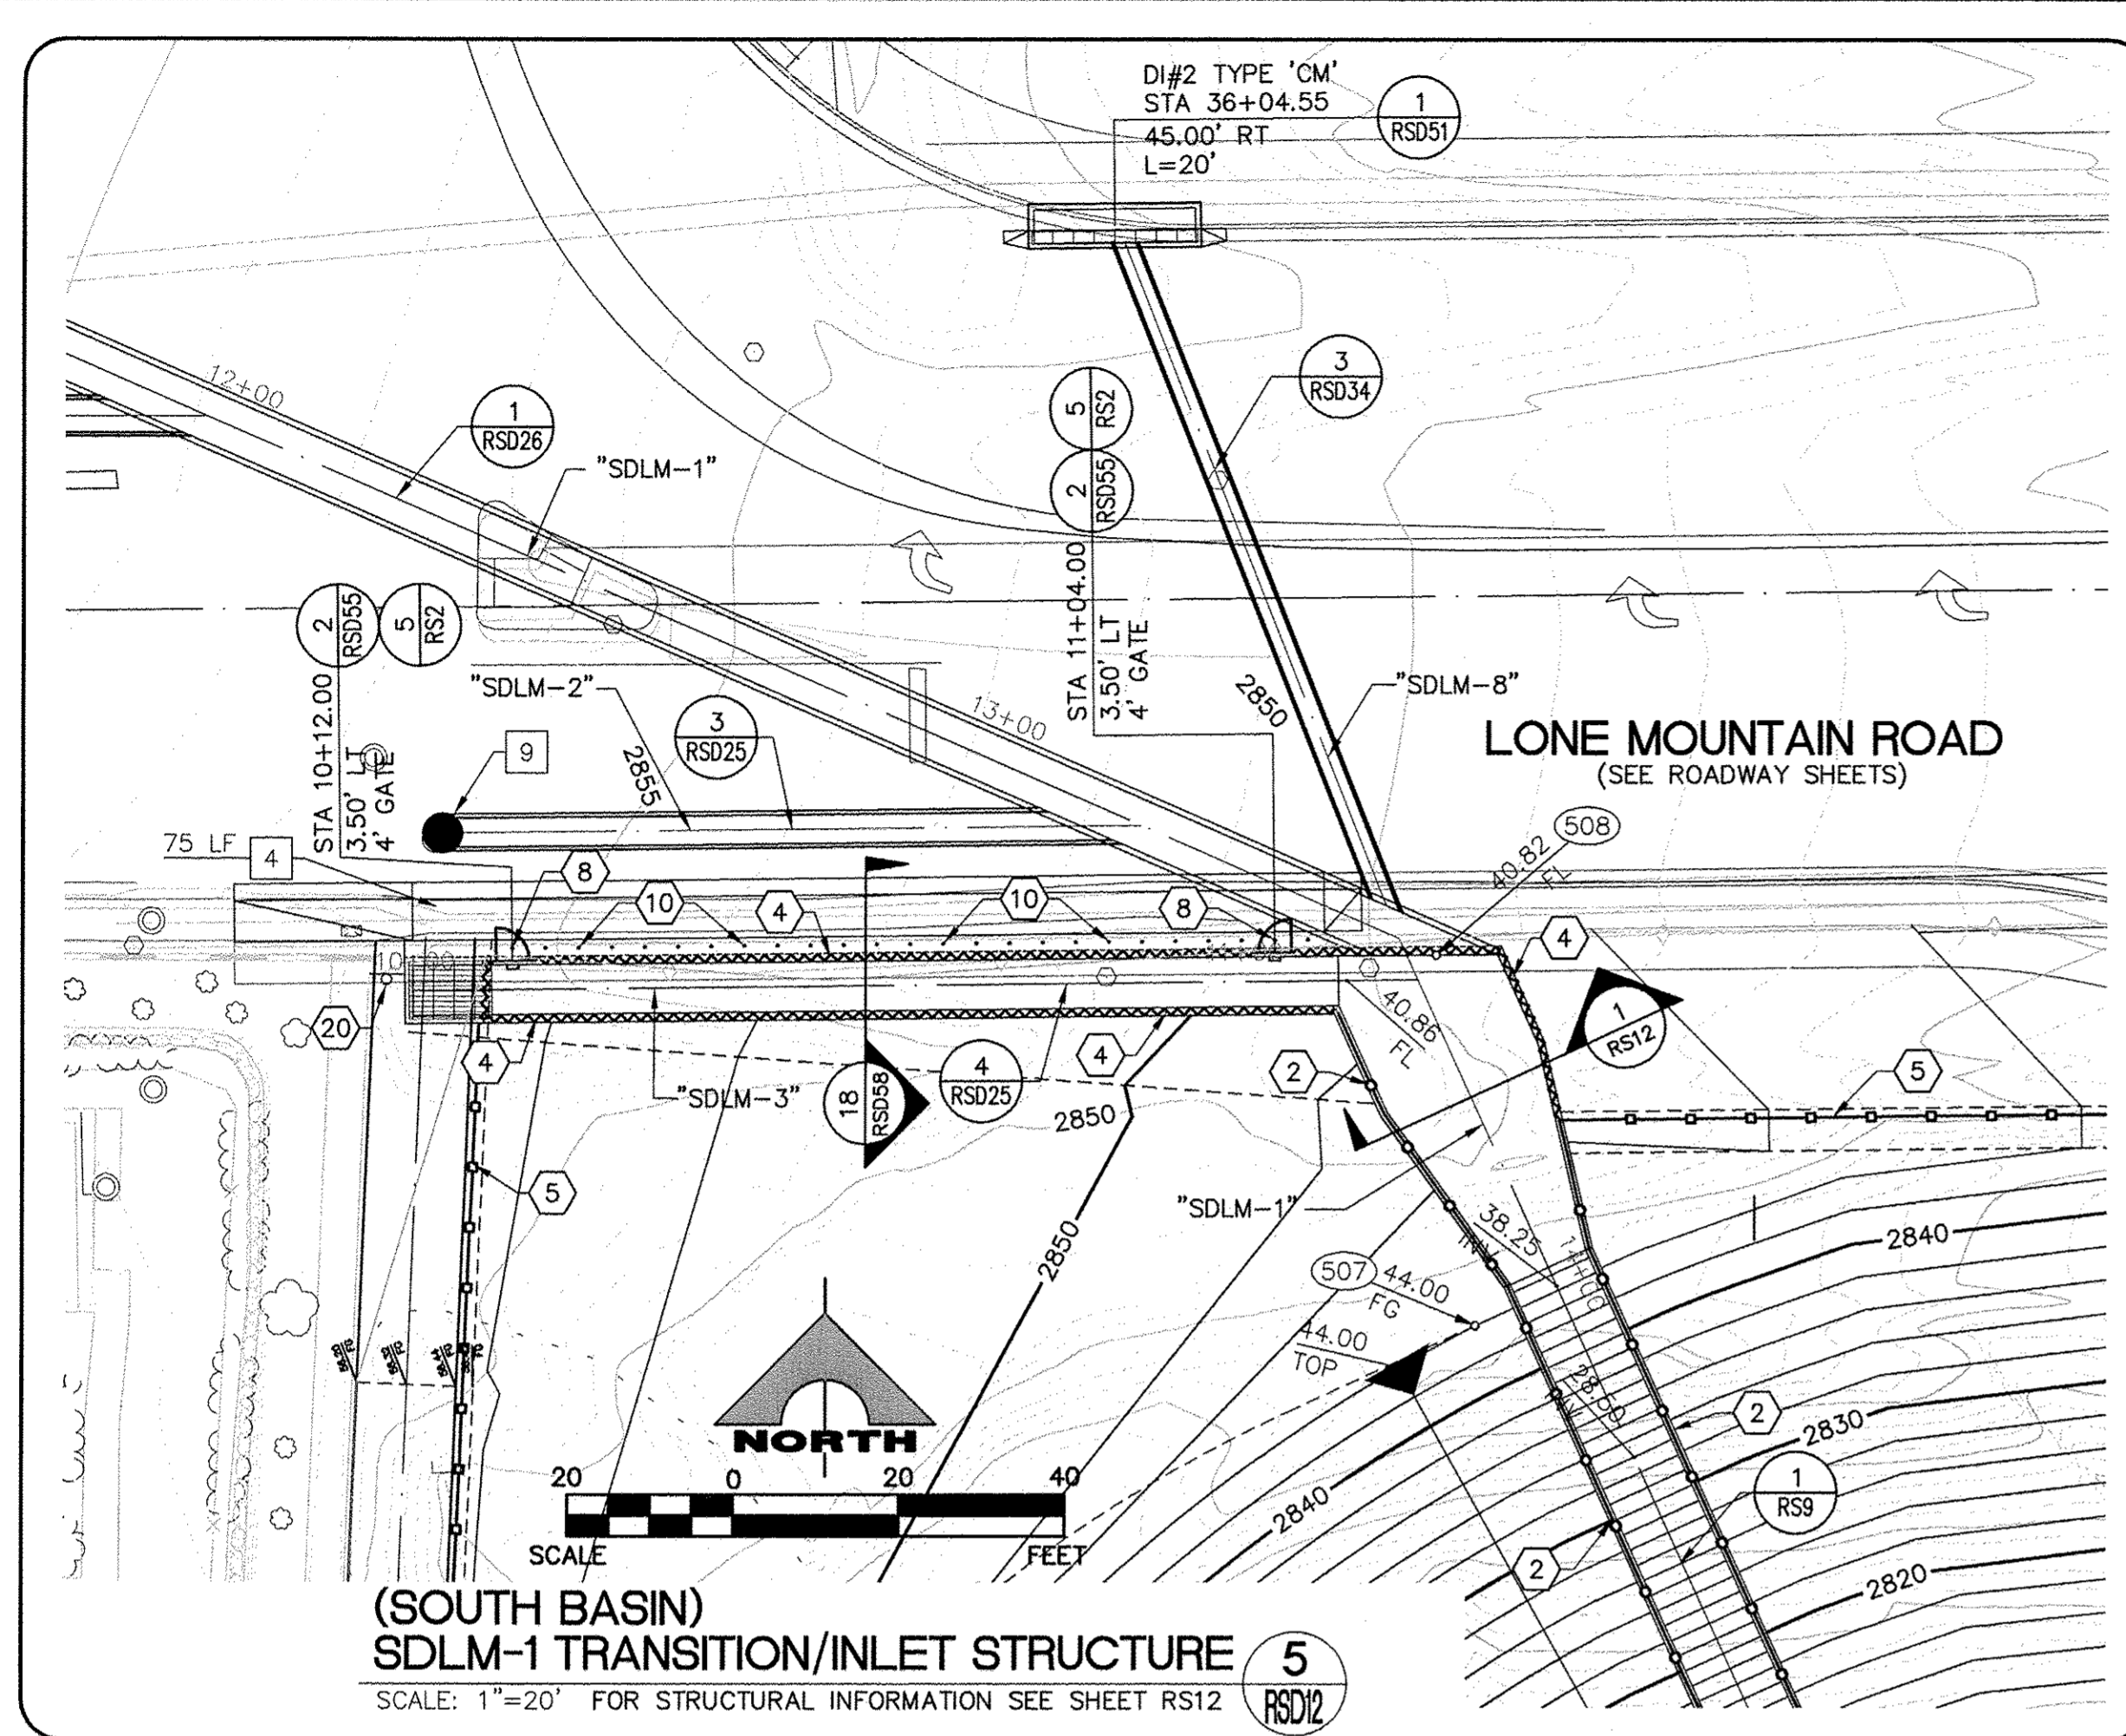 DI#2 TYPE 'CM'
STA 36+04.55
45.00' RT
L=20'
1
RSD51
12+00
1
RSD26
"SDLM-1"
5
RS2
2
RSD55
STA 11+04.00
3.50' LT
4' GATE
3
RSD34
2
RSD55
5
RS2
STA 10+12.00
3.50' LT
4' GATE
"SDLM-2"
3
RSD25
2855
9
13+00
2850
"SDLM-8"
LONE MOUNTAIN ROAD
(SEE ROADWAY SHEETS)
75 LF
4
8
10
4
10
8
40.82
FL
508
4
20
4
"SDLM-3"
18
RSD58
4
RSD25
4
2850
2
40.86
FL
1
RS12
5
5
"SDLM-1"
38.25
INV
14+00
2840
2850
507
44.00
FG
44.00
TOP
28.50
INV
2
2830
1
RS9
2840
2
2820
NORTH
20 0 20 40
SCALE FEET
(SOUTH BASIN)
SDLM-1 TRANSITION/INLET STRUCTURE
5
RSD12
SCALE: 1"=20' FOR STRUCTURAL INFORMATION SEE SHEET RS12